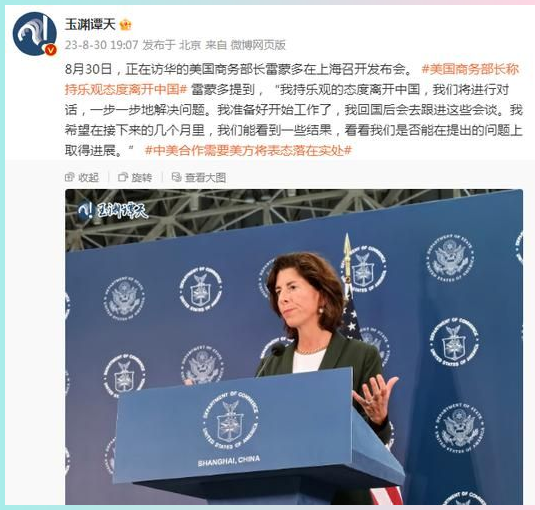 玉渊谭天
23-8-30 19:07 发布于 北京 来自 微博网页版
8月30日,正在访华的美国商务部长雷蒙多在上海召开发布会。 #美国商务部长称
持乐观态度离开中国# 雷蒙多提到,“我持乐观的态度离开中国,我们将进行对
话,一步一步地解决问题。我准备好开始工作了,我回国后会去跟进这些会谈。我
希望在接下来的几个月里,我们能看到一些结果,看看我们是否能在提出的问题上
取得进展。” #中美合作需要美方将表态落在实处#
收起 旋转 查看大图
玉渊谭天
DEPARTMENT OF COMMERCE
UNITED STATES OF AMERICA
SHANGHAI, CHINA